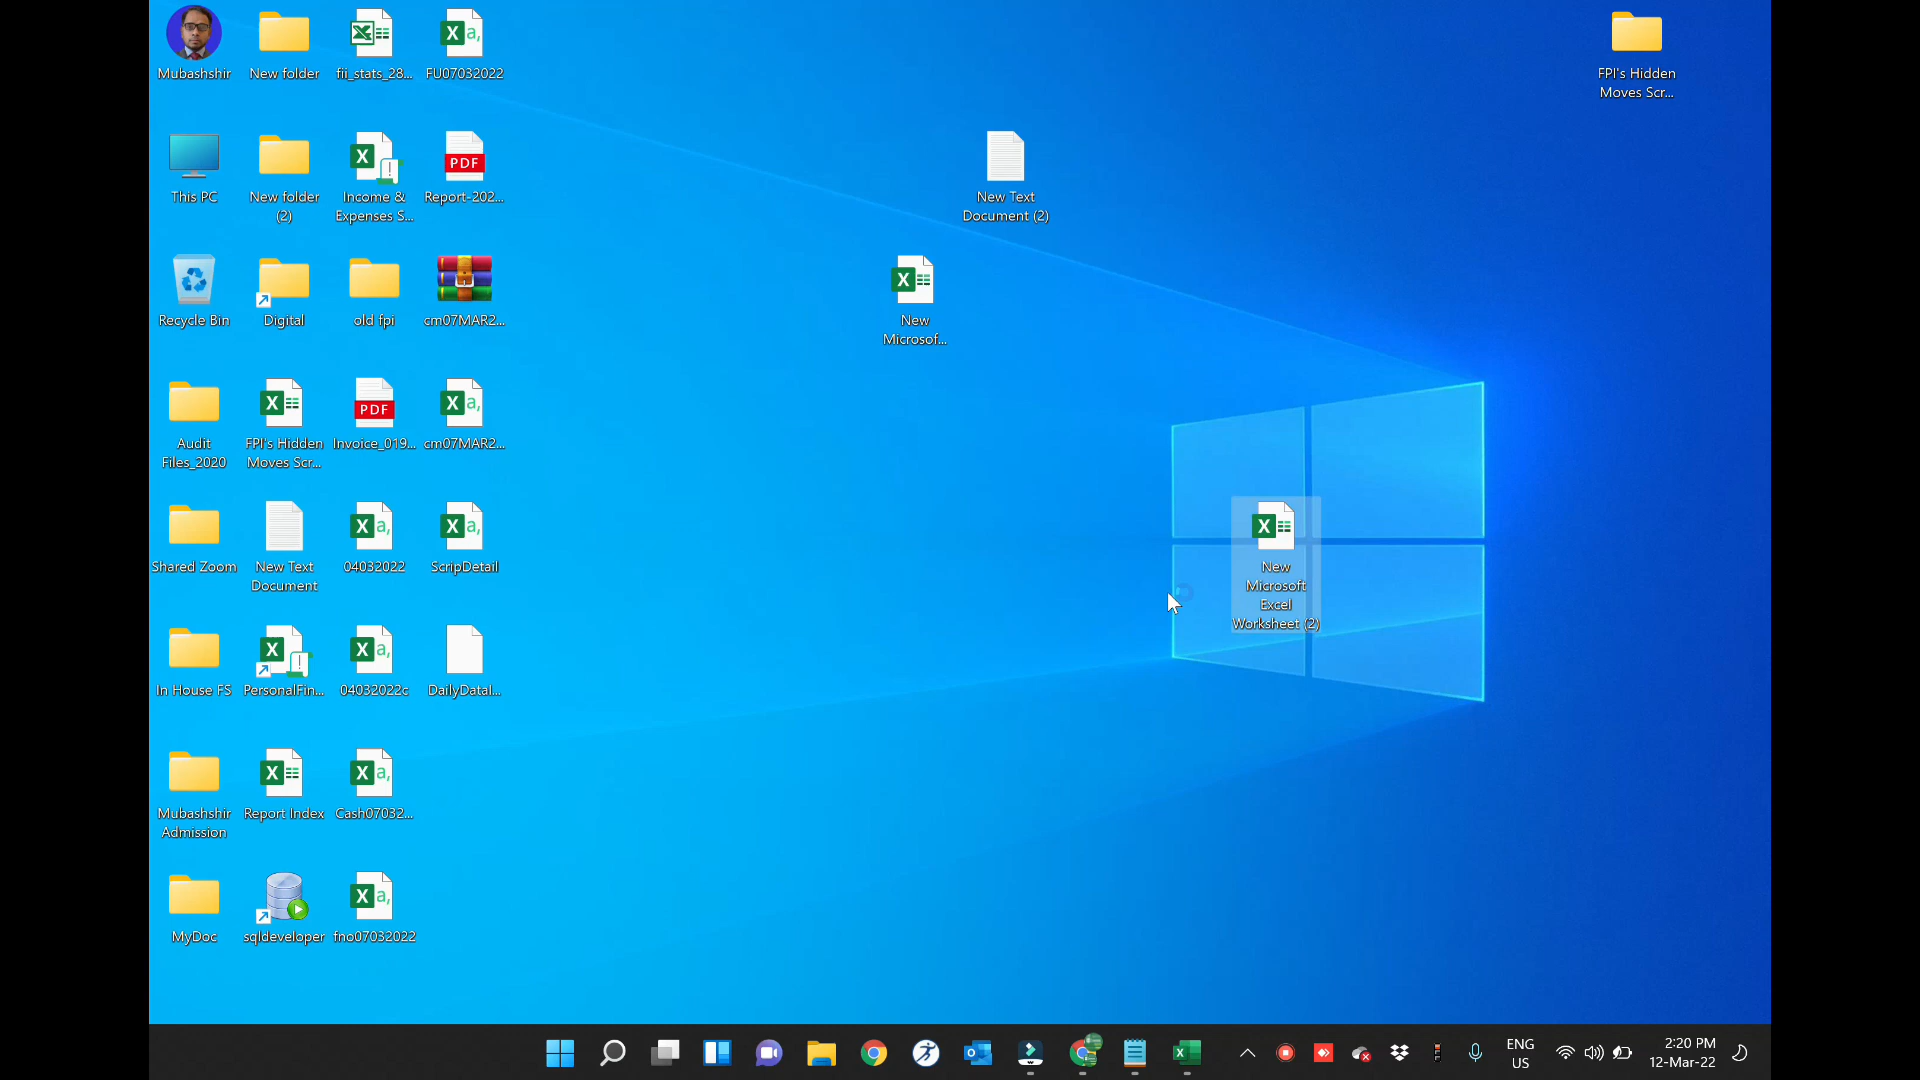 Mubashshir
New folder
fii_stats_28...
FU07032022
FPI's Hidden
Moves Scr...
This PC
New folder
(2)
Income &
Expenses S...
PDF
Report-202...
New Text
Document (2)
Recycle Bin
Digital
old fpi
cm07MAR2...
New
Microsof...
Audit
Files_2020
FPI's Hidden
Moves Scr...
PDF
Invoice_019...
cm07MAR2...
Shared Zoom
New Text
Document
04032022
ScripDetail
New
Microsoft
Excel
Worksheet (2)
In House FS
PersonalFin...
04032022c
DailyDataI...
Mubashshir
Admission
Report Index
Cash07032...
MyDoc
sqldeveloper
fno07032022
ENG
US
2:20 PM
12-Mar-22